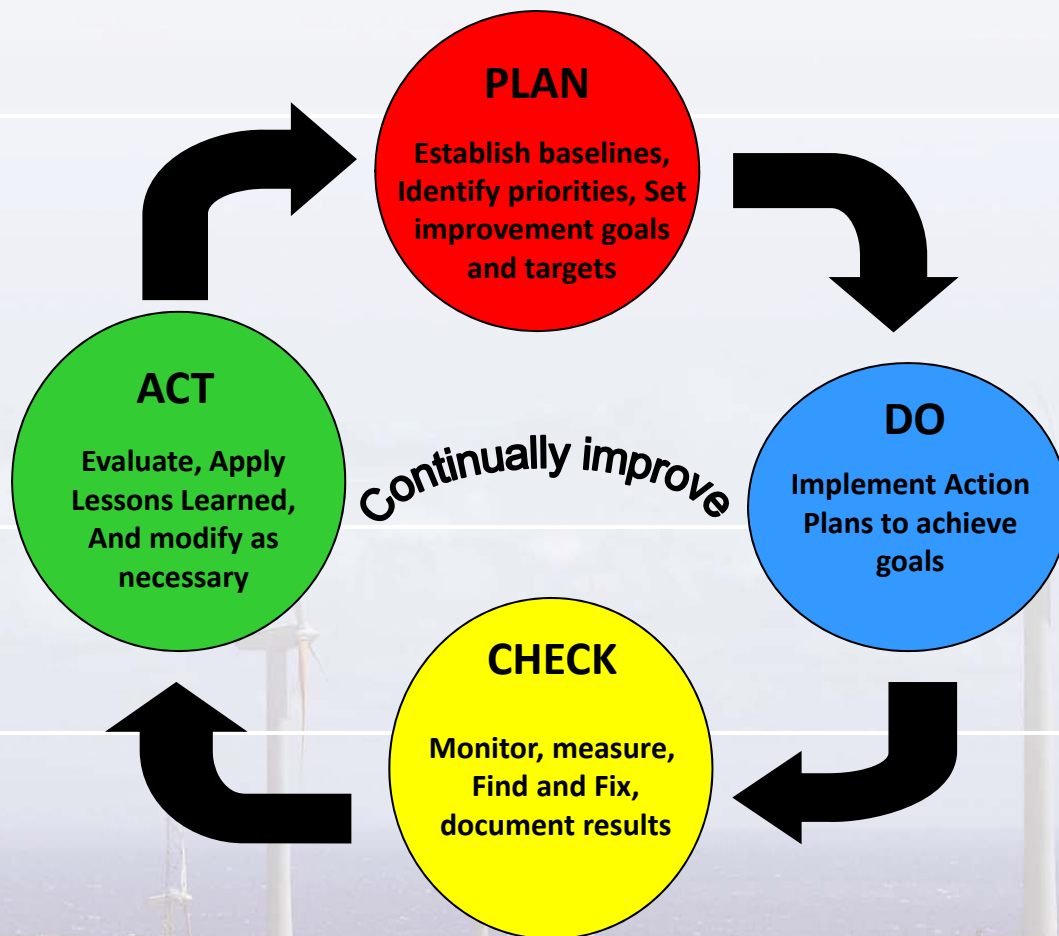 PLAN
Establish baselines,
Identify priorities, Set
improvement goals
and targets
DO
Implement Action
Plans to achieve
goals
CHECK
Monitor, measure,
Find and Fix,
document results
ACT
Evaluate, Apply
Lessons Learned,
And modify as
necessary
Continually improve